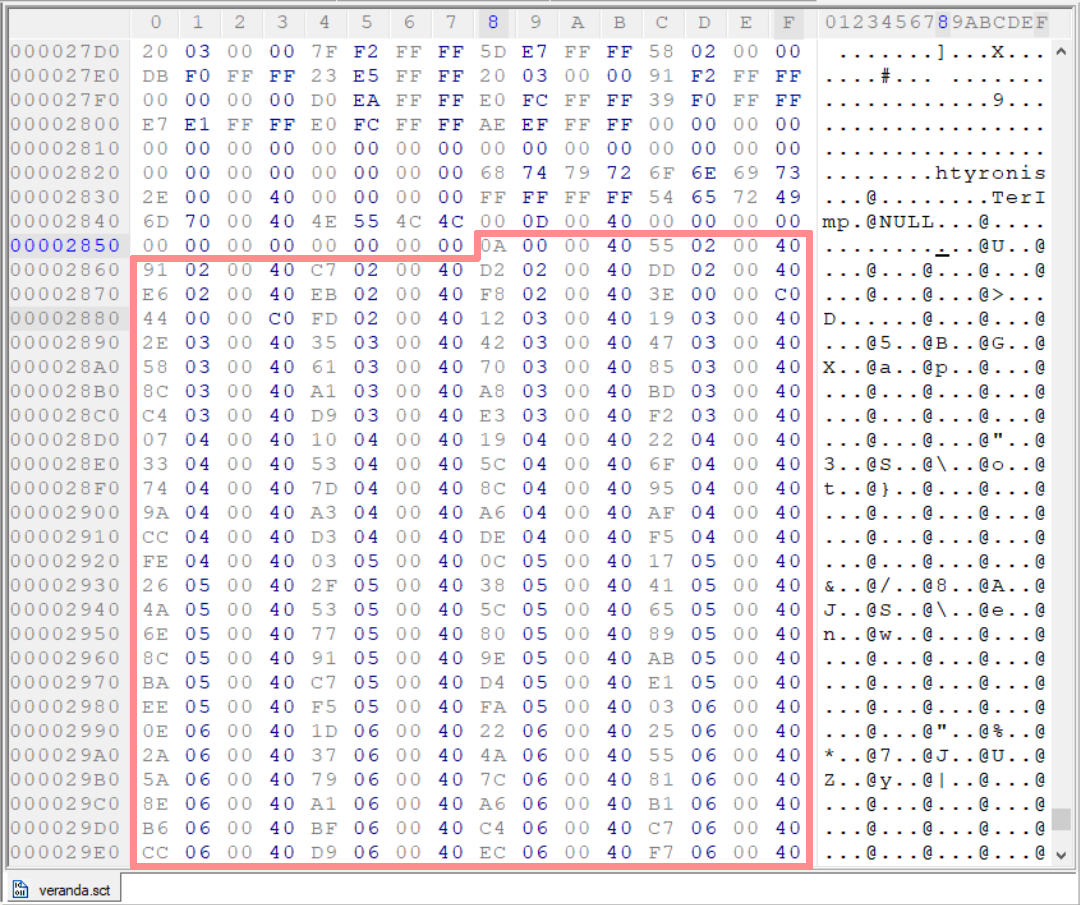 0 1 2 3 4 5 6 7 8 9 A B C D E F 0123456789ABCDEF
000027D0 20 03 00 00 7F F2 FF FF 5D E7 FF FF 58 02 00 00 .......]...X...
000027E0 DB F0 FF FF 23 E5 FF FF 20 03 00 00 91 F2 FF FF ....#... .......
000027F0 00 00 00 00 D0 EA FF FF E0 FC FF FF 39 F0 FF FF ............9...
00002800 E7 E1 FF FF E0 FC FF FF AE EF FF FF 00 00 00 00 ................
00002810 00 00 00 00 00 00 00 00 00 00 00 00 00 00 00 00 ................
00002820 00 00 00 00 00 00 00 00 68 74 79 72 6F 6E 69 73 ........htyronis
00002830 2E 00 00 40 00 00 00 00 FF FF FF FF 54 65 72 49 ...@........TerI
00002840 6D 70 00 40 4E 55 4C 4C 00 0D 00 40 00 00 00 00 mp.@NULL...@....
00002850 00 00 00 00 00 00 00 00 0A 00 00 40 55 02 00 40 ...........@U..@
00002860 91 02 00 40 C7 02 00 40 D2 02 00 40 DD 02 00 40 ...@...@...@...@
00002870 E6 02 00 40 EB 02 00 40 F8 02 00 40 3E 00 00 C0 ...@...@...@>...
00002880 44 00 00 C0 FD 02 00 40 12 03 00 40 19 03 00 40 D......@...@...@
00002890 2E 03 00 40 35 03 00 40 42 03 00 40 47 03 00 40 ...@5..@B..@G..@
000028A0 58 03 00 40 61 03 00 40 70 03 00 40 85 03 00 40 X..@a..@p..@...@
000028B0 8C 03 00 40 A1 03 00 40 A8 03 00 40 BD 03 00 40 ...@...@...@...@
000028C0 C4 03 00 40 D9 03 00 40 E3 03 00 40 F2 03 00 40 ...@...@...@...@
000028D0 07 04 00 40 10 04 00 40 19 04 00 40 22 04 00 40 ...@...@...@"..@
000028E0 33 04 00 40 53 04 00 40 5C 04 00 40 6F 04 00 40 3..@S..@\..@o..@
000028F0 74 04 00 40 7D 04 00 40 8C 04 00 40 95 04 00 40 t..@}..@...@...@
00002900 9A 04 00 40 A3 04 00 40 A6 04 00 40 AF 04 00 40 ...@...@...@...@
00002910 CC 04 00 40 D3 04 00 40 DE 04 00 40 F5 04 00 40 ...@...@...@...@
00002920 FE 04 00 40 03 05 00 40 0C 05 00 40 17 05 00 40 ...@...@...@...@
00002930 26 05 00 40 2F 05 00 40 38 05 00 40 41 05 00 40 &..@/..@8..@A..@
00002940 4A 05 00 40 53 05 00 40 5C 05 00 40 65 05 00 40 J..@S..@\..@e..@
00002950 6E 05 00 40 77 05 00 40 80 05 00 40 89 05 00 40 n..@w..@...@...@
00002960 8C 05 00 40 91 05 00 40 9E 05 00 40 AB 05 00 40 ...@...@...@...@
00002970 BA 05 00 40 C7 05 00 40 D4 05 00 40 E1 05 00 40 ...@...@...@...@
00002980 EE 05 00 40 F5 05 00 40 FA 05 00 40 03 06 00 40 ...@...@...@...@
00002990 0E 06 00 40 1D 06 00 40 22 06 00 40 25 06 00 40 ...@...@"..@%..@
000029A0 2A 06 00 40 37 06 00 40 4A 06 00 40 55 06 00 40 *..@7..@J..@U..@
000029B0 5A 06 00 40 79 06 00 40 7C 06 00 40 81 06 00 40 Z..@y..@|..@...@
000029C0 8E 06 00 40 A1 06 00 40 A6 06 00 40 B1 06 00 40 ...@...@...@...@
000029D0 B6 06 00 40 BF 06 00 40 C4 06 00 40 C7 06 00 40 ...@...@...@...@
000029E0 CC 06 00 40 D9 06 00 40 EC 06 00 40 F7 06 00 40 ...@...@...@...@
veranda.sct